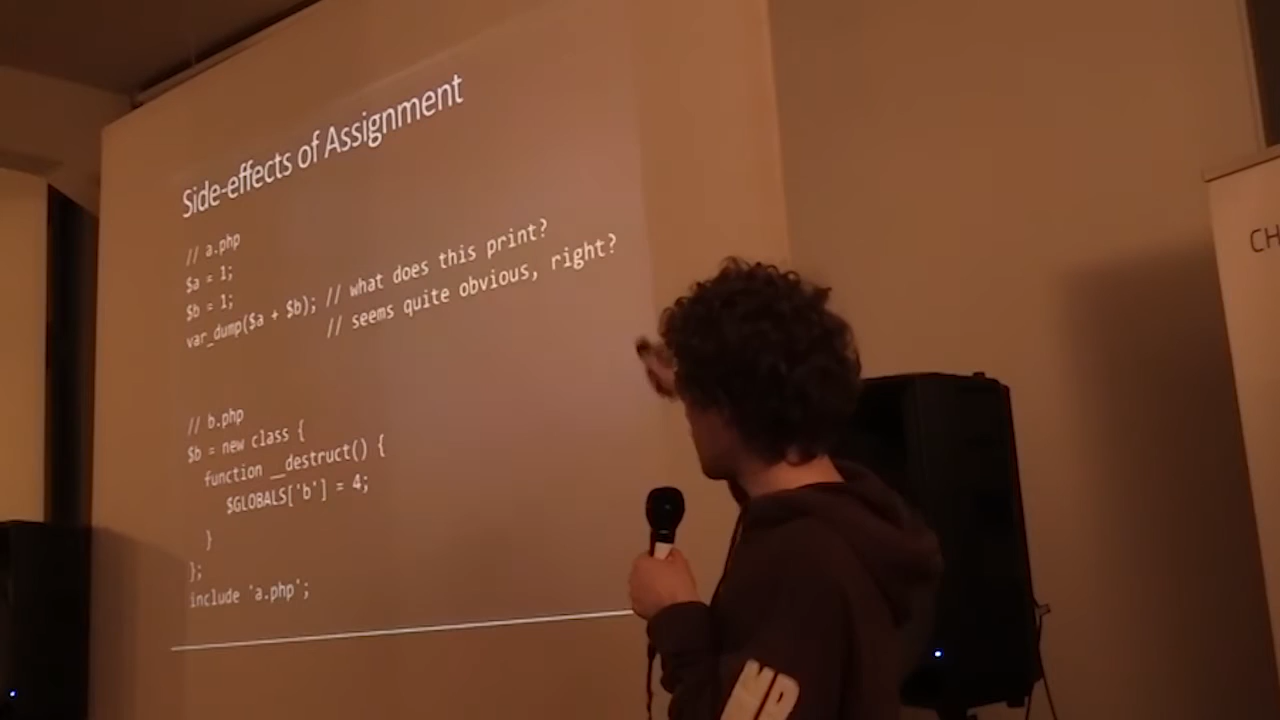 Side-effects of Assignment
// a.php
$a = 1;
$b = 1;
var_dump($a + $b); // what does this print?
// seems quite obvious, right?
// b.php
$b = new class {
function __destruct() {
$GLOBALS['b'] = 4;
}
};
include 'a.php';
CH